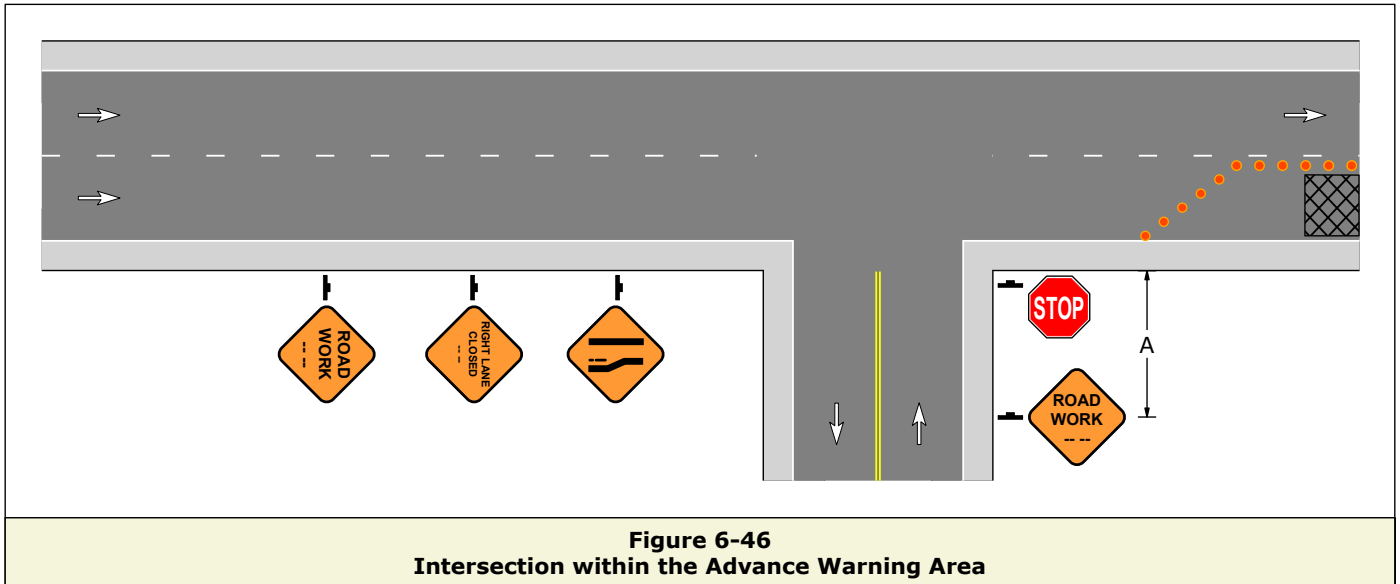 ROAD
WORK
-- --
RIGHT LANE
CLOSED
-- --
STOP
A
ROAD
WORK
-- --
Figure 6-46
Intersection within the Advance Warning Area